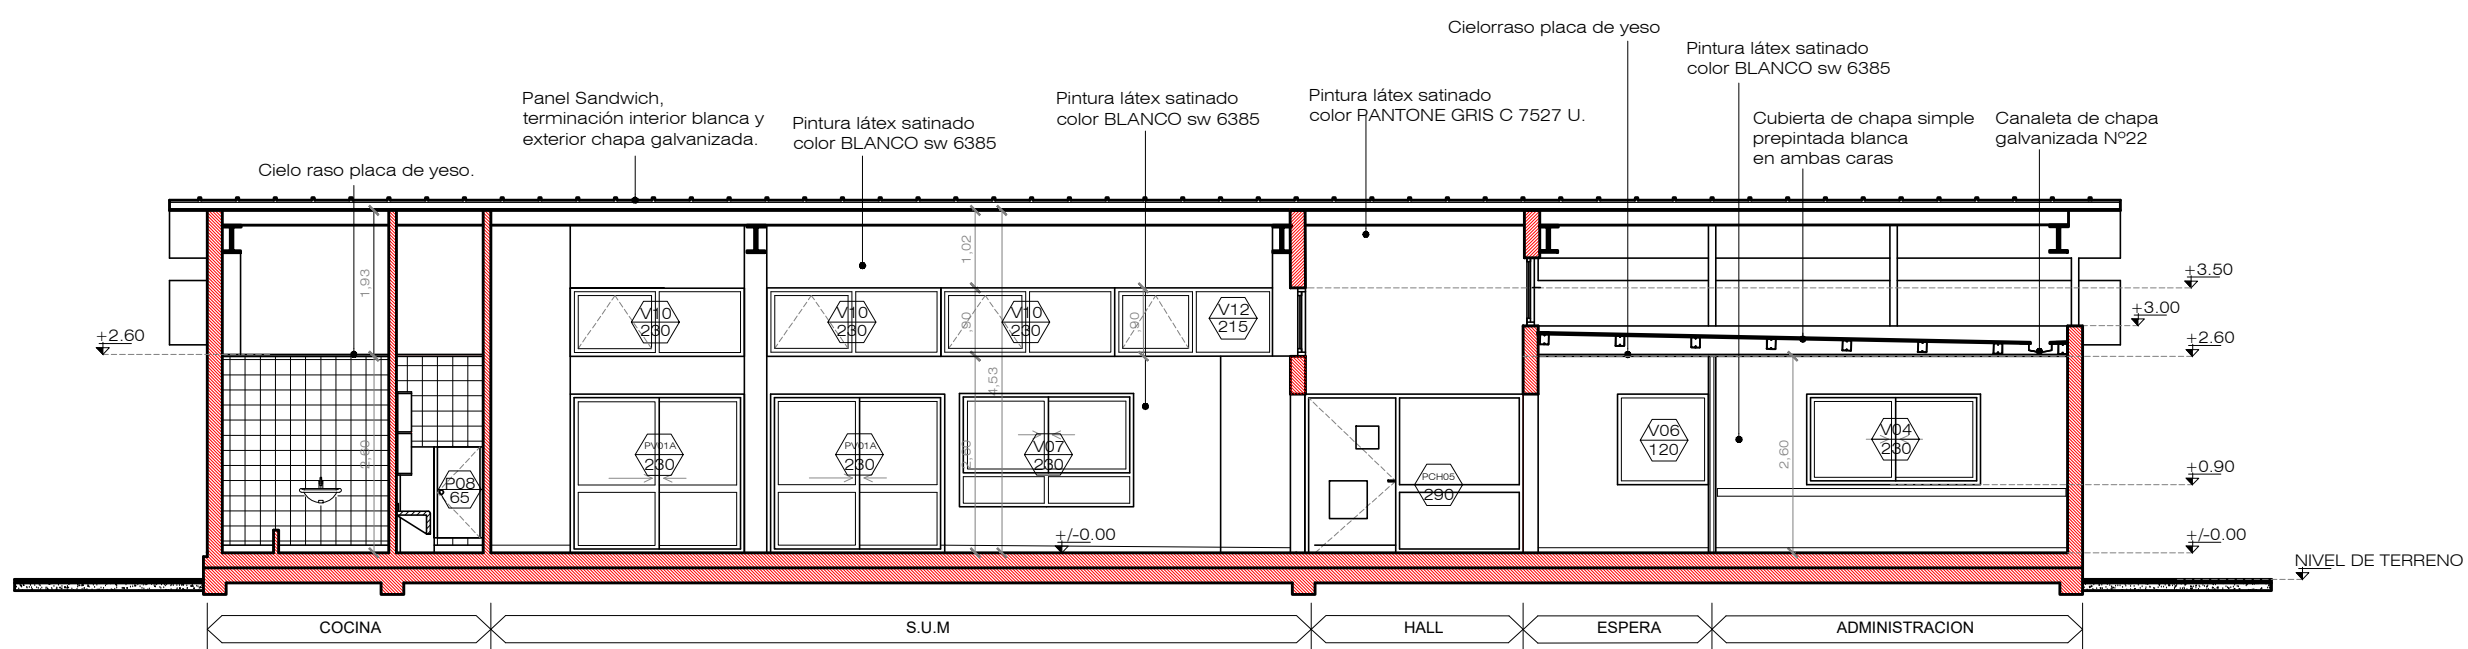 Cielorraso placa de yeso
Pintura látex satinado
color BLANCO sw 6385
Panel Sandwich,
terminación interior blanca y
exterior chapa galvanizada.
Pintura látex satinado
color BLANCO sw 6385
Pintura látex satinado
color BLANCO sw 6385
Pintura látex satinado
color PANTONE GRIS C 7527 U.
Cubierta de chapa simple
prepintada blanca
en ambas caras
Canaleta de chapa
galvanizada Nº22
Cielo raso placa de yeso.
1,93
1,02
+3.50
+3.00
+2.60
+2.60
V10
230
V10
230
V10
230
V12
215
,90
,90
4,53
2,60
2,60
2,60
P08
65
PV01A
230
PV01A
230
V07
230
PCH05
290
V06
120
V04
230
+0.90
+/-0.00
+/-0.00
NIVEL DE TERRENO
COCINA
S.U.M
HALL
ESPERA
ADMINISTRACION